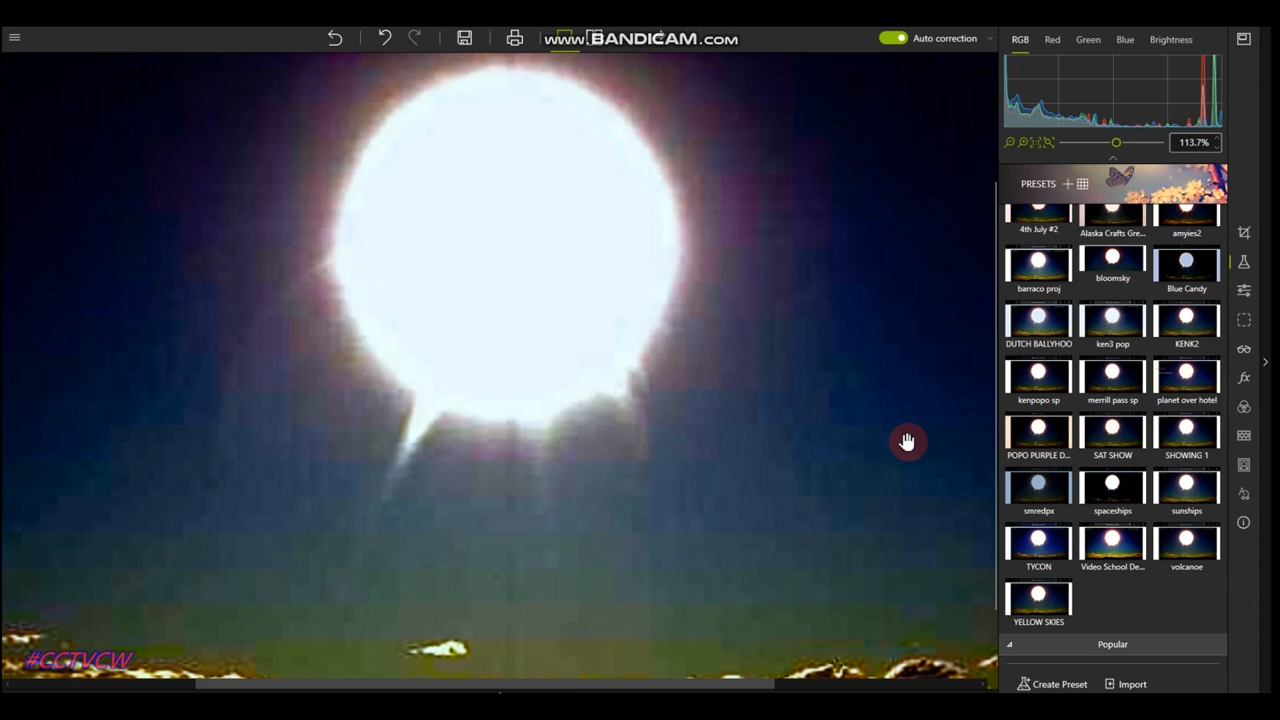 www.BANDICAM.com
Auto correction
RGB Red Green Blue Brightness
113.7%
PRESETS
4th July #2 Alaska Crafts Gre... amyies2
barraco proj bloomsky Blue Candy
DUTCH BALLYHOO ken3 pop KENK2
kenpopo sp merrill pass sp planet over hotel
POPO PURPLE D... SAT SHOW SHOWING 1
smredpx spaceships sunships
TYCON Video School De... volcanoe
YELLOW SKIES
Popular
Create Preset Import
#CCTVCW